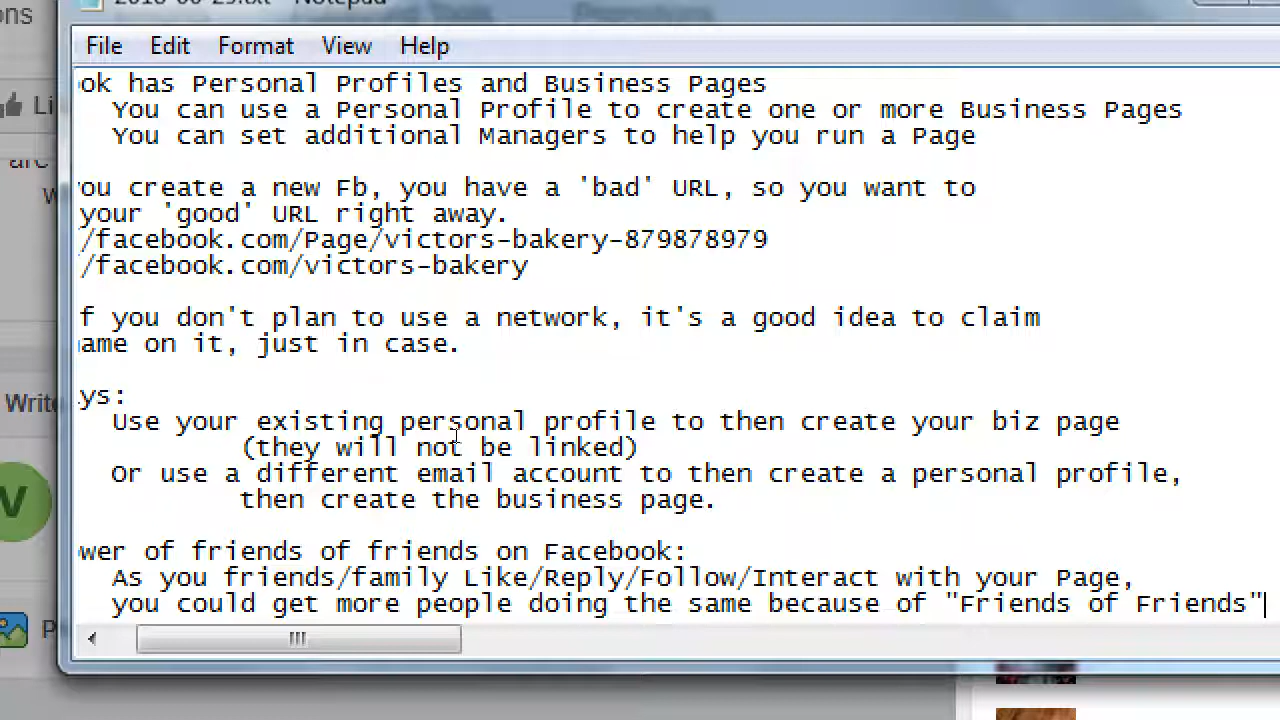 File Edit Format View Help
ook has Personal Profiles and Business Pages
You can use a Personal Profile to create one or more Business Pages
You can set additional Managers to help you run a Page
ou create a new Fb, you have a 'bad' URL, so you want to
your 'good' URL right away.
/facebook.com/Page/victors-bakery-879878979
/facebook.com/victors-bakery
f you don't plan to use a network, it's a good idea to claim
ame on it, just in case.
ys:
Use your existing personal profile to then create your biz page
(they will not be linked)
Or use a different email account to then create a personal profile,
then create the business page.
wer of friends of friends on Facebook:
As you friends/family Like/Reply/Follow/Interact with your Page,
you could get more people doing the same because of "Friends of Friends"
ons
Li
are
W
Write
V
P